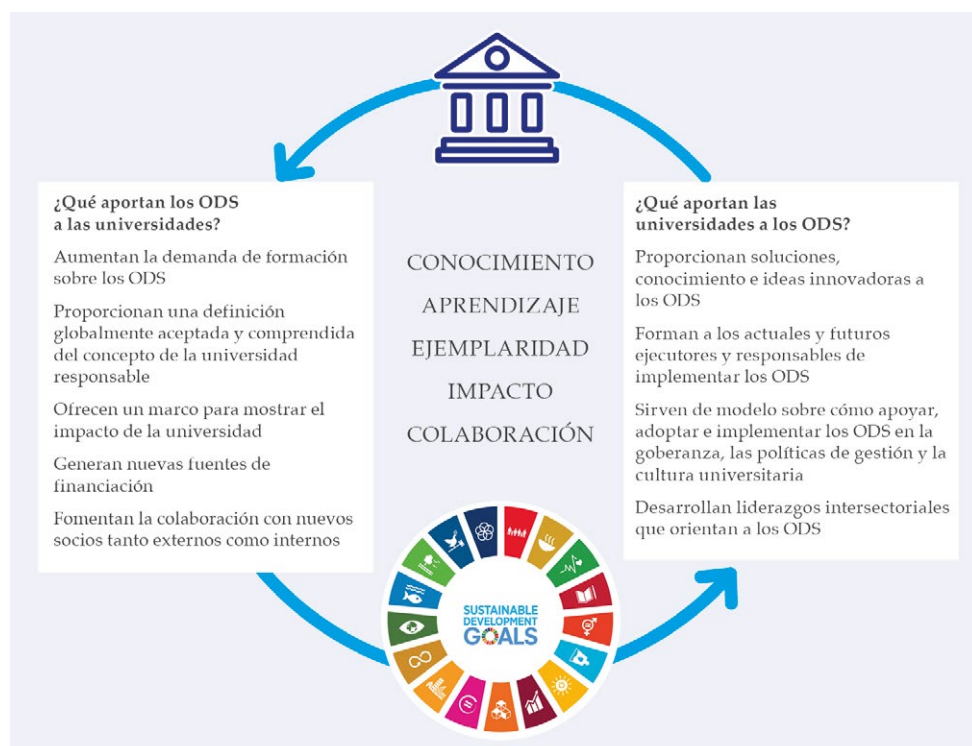 ¿Qué aportan los ODS
a las universidades?
Aumentan la demanda de formación
sobre los ODS
Proporcionan una definición
globalmente aceptada y comprendida
del concepto de la universidad
responsable
Ofrecen un marco para mostrar el
impacto de la universidad
Generan nuevas fuentes de
financiación
Fomentan la colaboración con nuevos
socios tanto externos como internos
CONOCIMIENTO
APRENDIZAJE
EJEMPLARIDAD
IMPACTO
COLABORACIÓN
¿Qué aportan las
universidades a los ODS?
Proporcionan soluciones,
conocimiento e ideas innovadoras a
los ODS
Forman a los actuales y futuros
ejecutores y responsables de
implementar los ODS
Sirven de modelo sobre cómo apoyar,
adoptar e implementar los ODS en la
goberanza, las políticas de gestión y la
cultura universitaria
Desarrollan liderazgos intersectoriales
que orientan a los ODS
SUSTAINABLE
DEVELOPMENT
GOALS